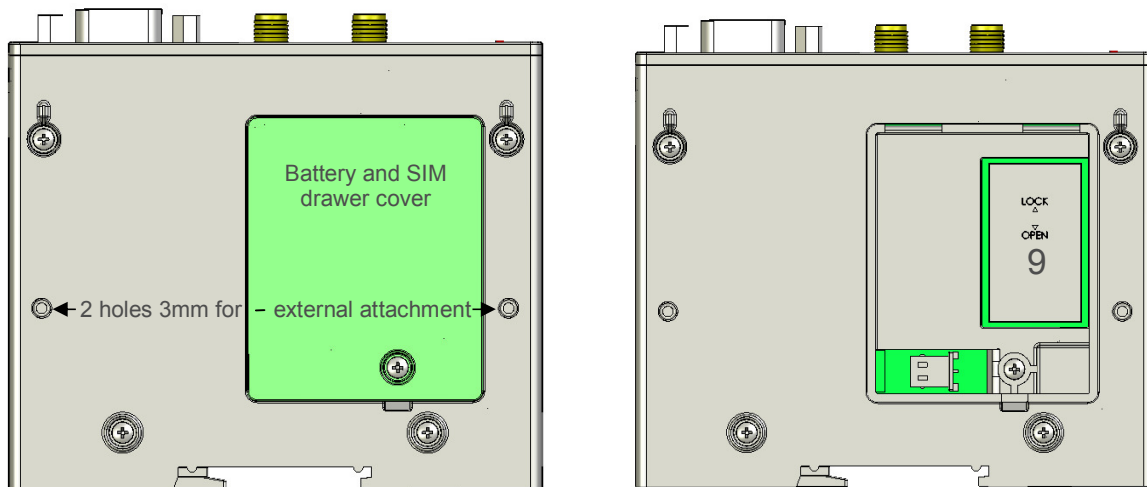 Battery and SIM
drawer cover
2 holes 3mm for – external attachment
LOCK
OPEN
9